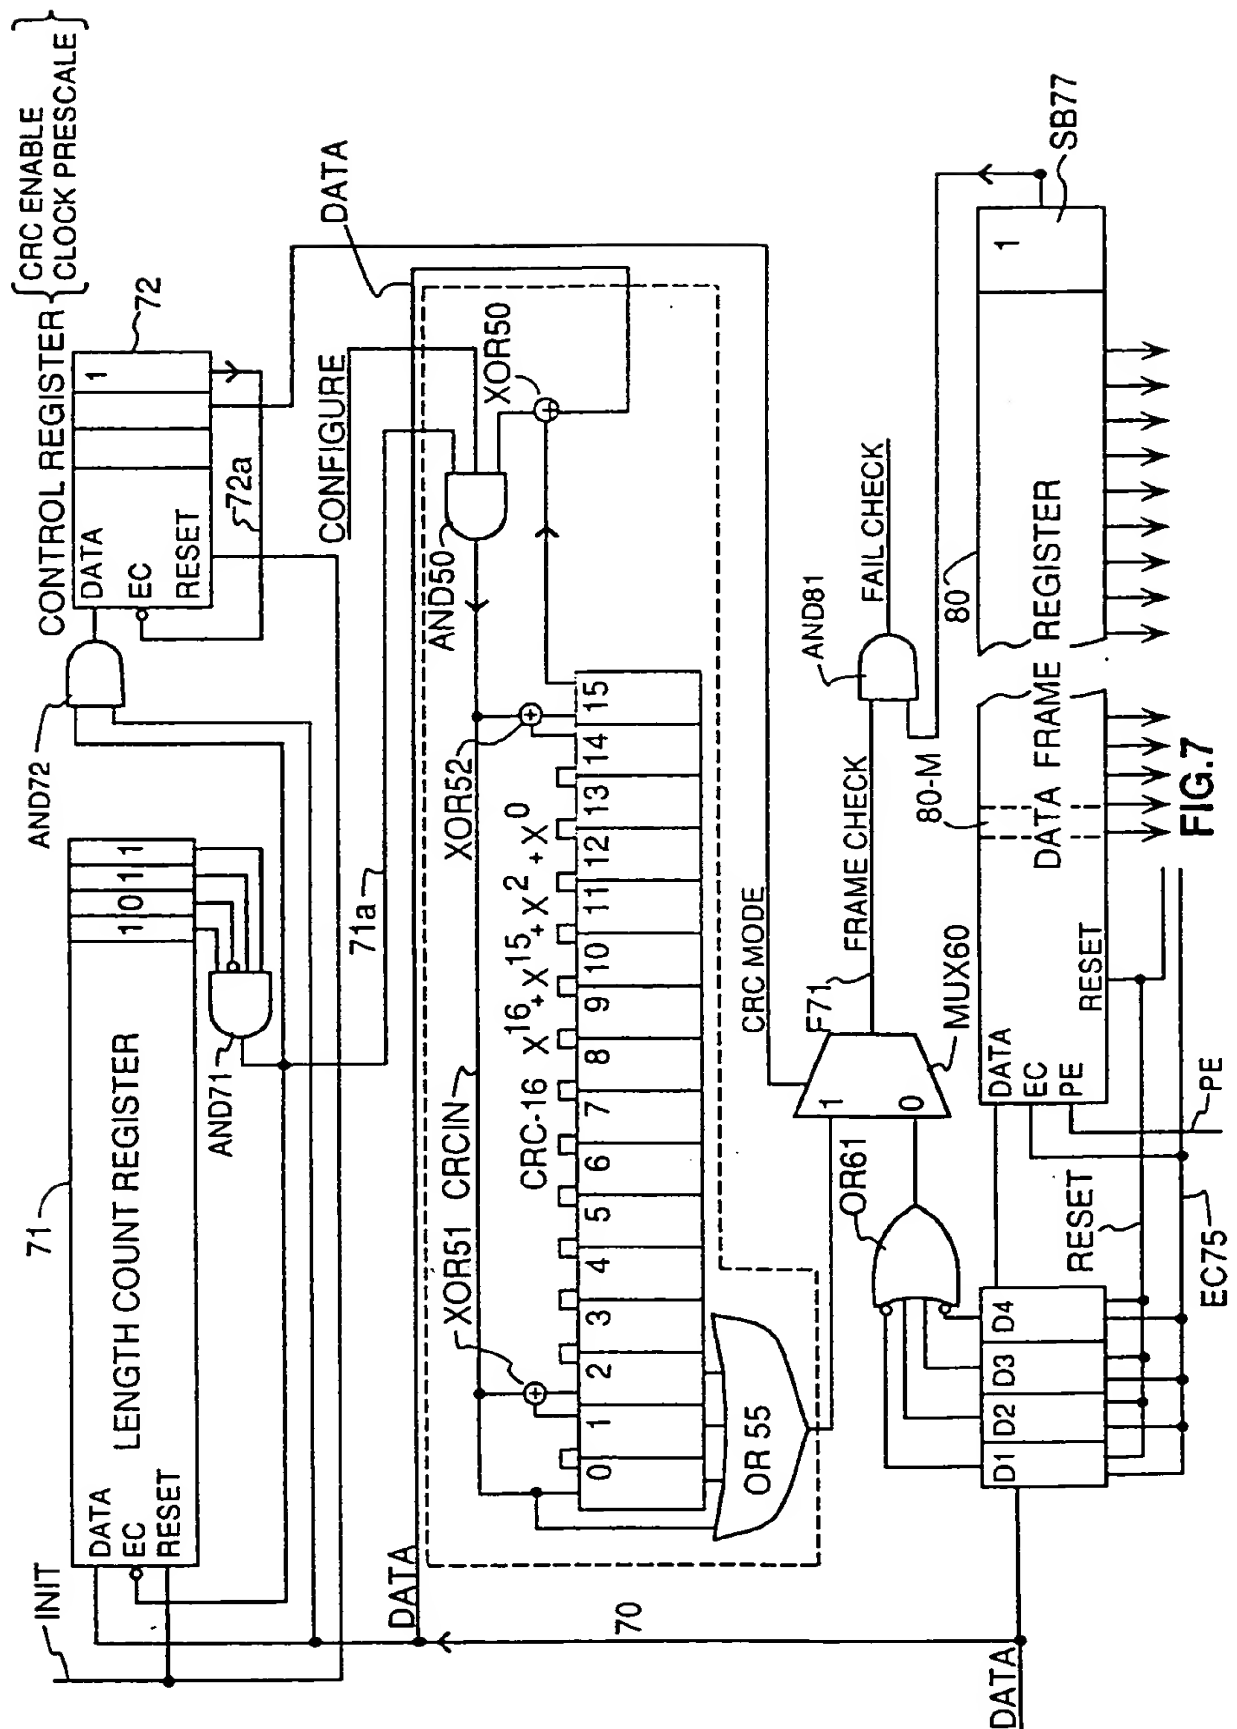 INIT
71
DATA
EC
RESET
LENGTH COUNT REGISTER
1 0 1 1
AND71
AND72
CONTROL REGISTER { CRC ENABLE
CLOCK PRESCALE }
DATA
EC
RESET
1
72
72a
71a
CONFIGURE
DATA
DATA
70
AND50
XOR50
XOR51
CRCIN
XOR52
CRC-16 X16 + X15 + X2 + X0
0 1 2 3 4 5 6 7 8 9 10 11 12 13 14 15
OR 55
CRC MODE
1
0
F71
MUX60
FRAME CHECK
AND81
FAIL CHECK
OR61
D1 D2 D3 D4
DATA
RESET
EC75
DATA
EC
PE
RESET
PE
80-M
80
DATA FRAME REGISTER
1
SB77
FIG.7